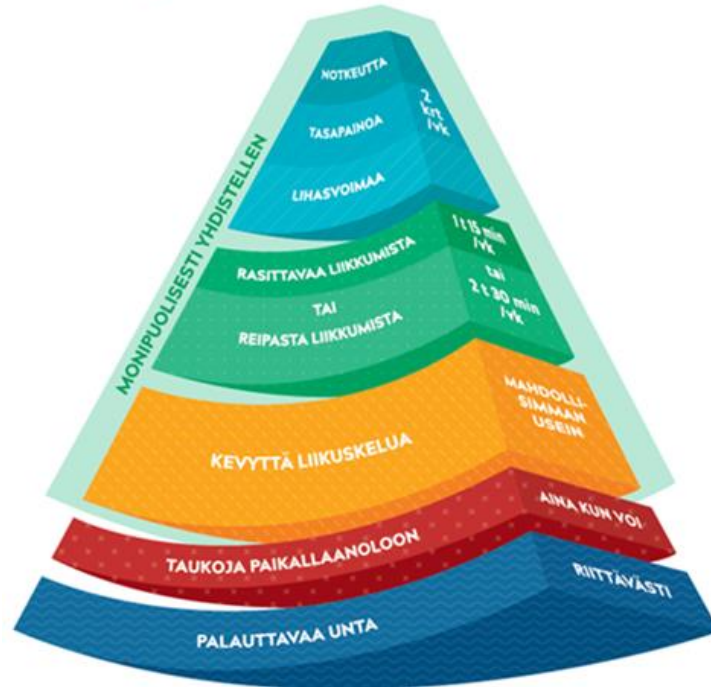 MONIPUOLISESTI YHDISTELLEN
NOTKEUTTA
TASAPAINOA
LIHASVOIMAA
2
krt
/vk
RASITTAVAA LIIKKUMISTA
1 t 15 min
/vk
TAI
tai
REIPASTA LIIKKUMISTA
2 t 30 min
/vk
KEVYTTÄ LIIKUSKELUA
MAHDOLLI-
SIMMAN
USEIN
TAUKOJA PAIKALLAANOLOON
AINA KUN VOI
PALAUTTAVAA UNTA
RIITTÄVÄSTI